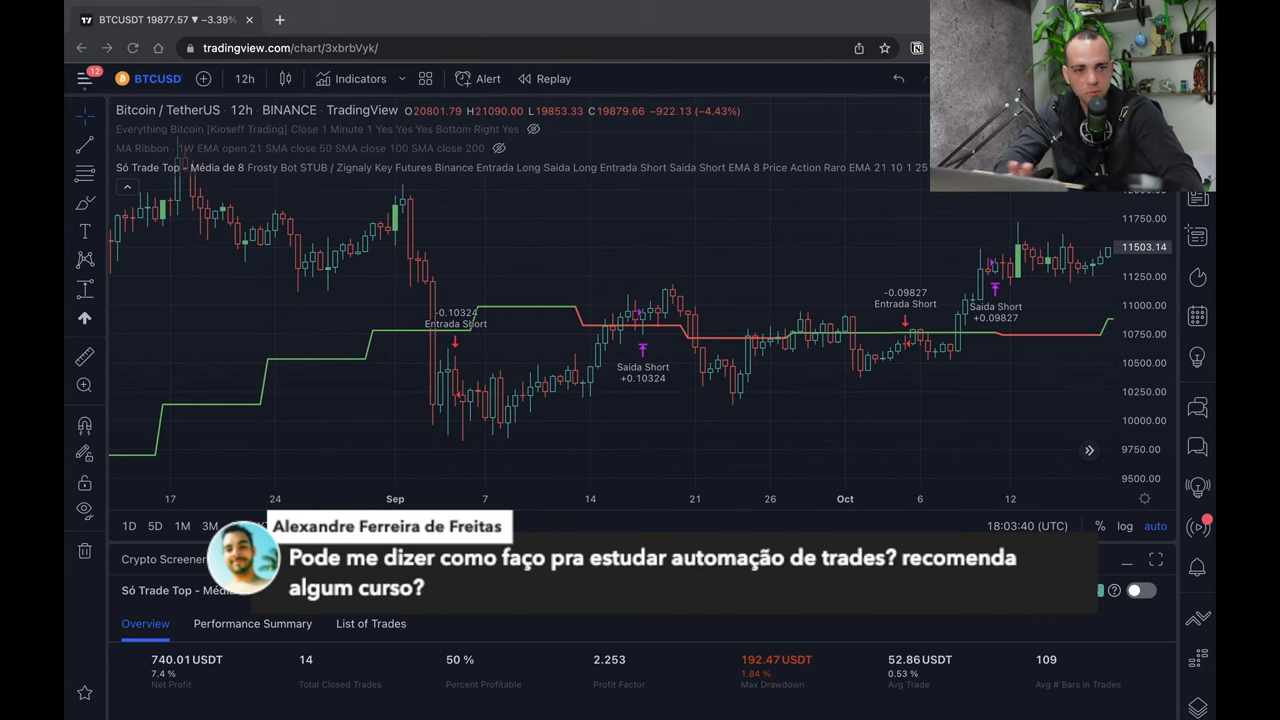 BTCUSDT 19877.57 ▼ −3.39%
tradingview.com/chart/3xbrbVyk/
12
BTCUSD
12h
Indicators
Alert
Replay
Bitcoin / TetherUS · 12h · BINANCE · TradingView O20801.79 H21090.00 L19853.33 C19879.66 −922.13 (−4.43%)
Everything Bitcoin [Kioseff Trading] Close 1 Minute 1 Yes Yes Yes Bottom Right Yes
MA Ribbon 1W EMA open 21 SMA close 50 SMA close 100 SMA close 200
Só Trade Top - Média de 8 Frosty Bot STUB / Zignaly Key Futures Binance Entrada Long Saida Long Entrada Short Saida Short EMA 8 Price Action Raro EMA 21 10 1 25
11750.00
11503.14
11250.00
11000.00
10750.00
10500.00
10250.00
10000.00
9750.00
9500.00
-0.10324
Entrada Short
Saida Short
+0.10324
-0.09827
Entrada Short
Saida Short
+0.09827
17 24 Sep 7 14 21 26 Oct 6 12
1D 5D 1M 3M
18:03:40 (UTC) % log auto
Alexandre Ferreira de Freitas
Pode me dizer como faço pra estudar automação de trades? recomenda
algum curso?
Crypto Screener
Só Trade Top - Média
Overview Performance Summary List of Trades
740.01 USDT 14 50 % 2.253 192.47 USDT 52.86 USDT 109
7.4 % 1.84 % 0.53 %
Net Profit Total Closed Trades Percent Profitable Profit Factor Max Drawdown Avg Trade Avg # Bars in Trades